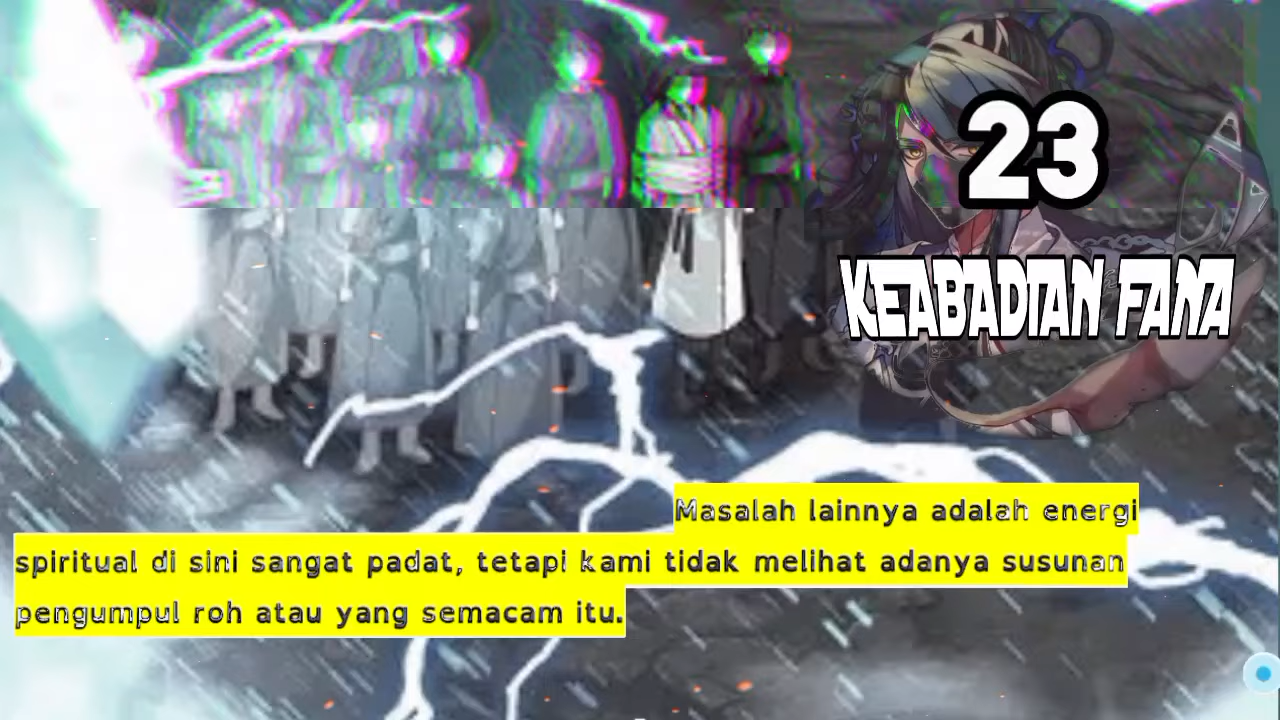 23
KEABADIAN FANA
Masalah lainnya adalah energi
spiritual di sini sangat padat, tetapi kami tidak melihat adanya susunan
pengumpul roh atau yang semacam itu.